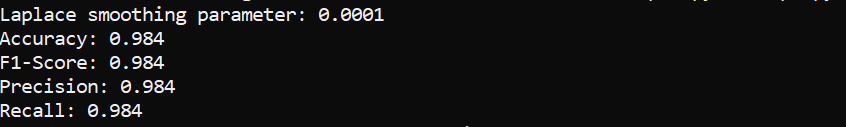 Laplace smoothing parameter: 0.0001
Accuracy: 0.984
F1-Score: 0.984
Precision: 0.984
Recall: 0.984